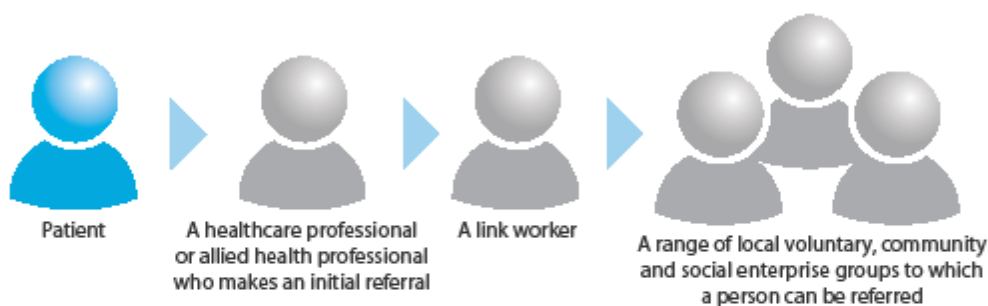 Patient
A healthcare professional
or allied health professional
who makes an initial referral
A link worker
A range of local voluntary, community
and social enterprise groups to which
a person can be referred